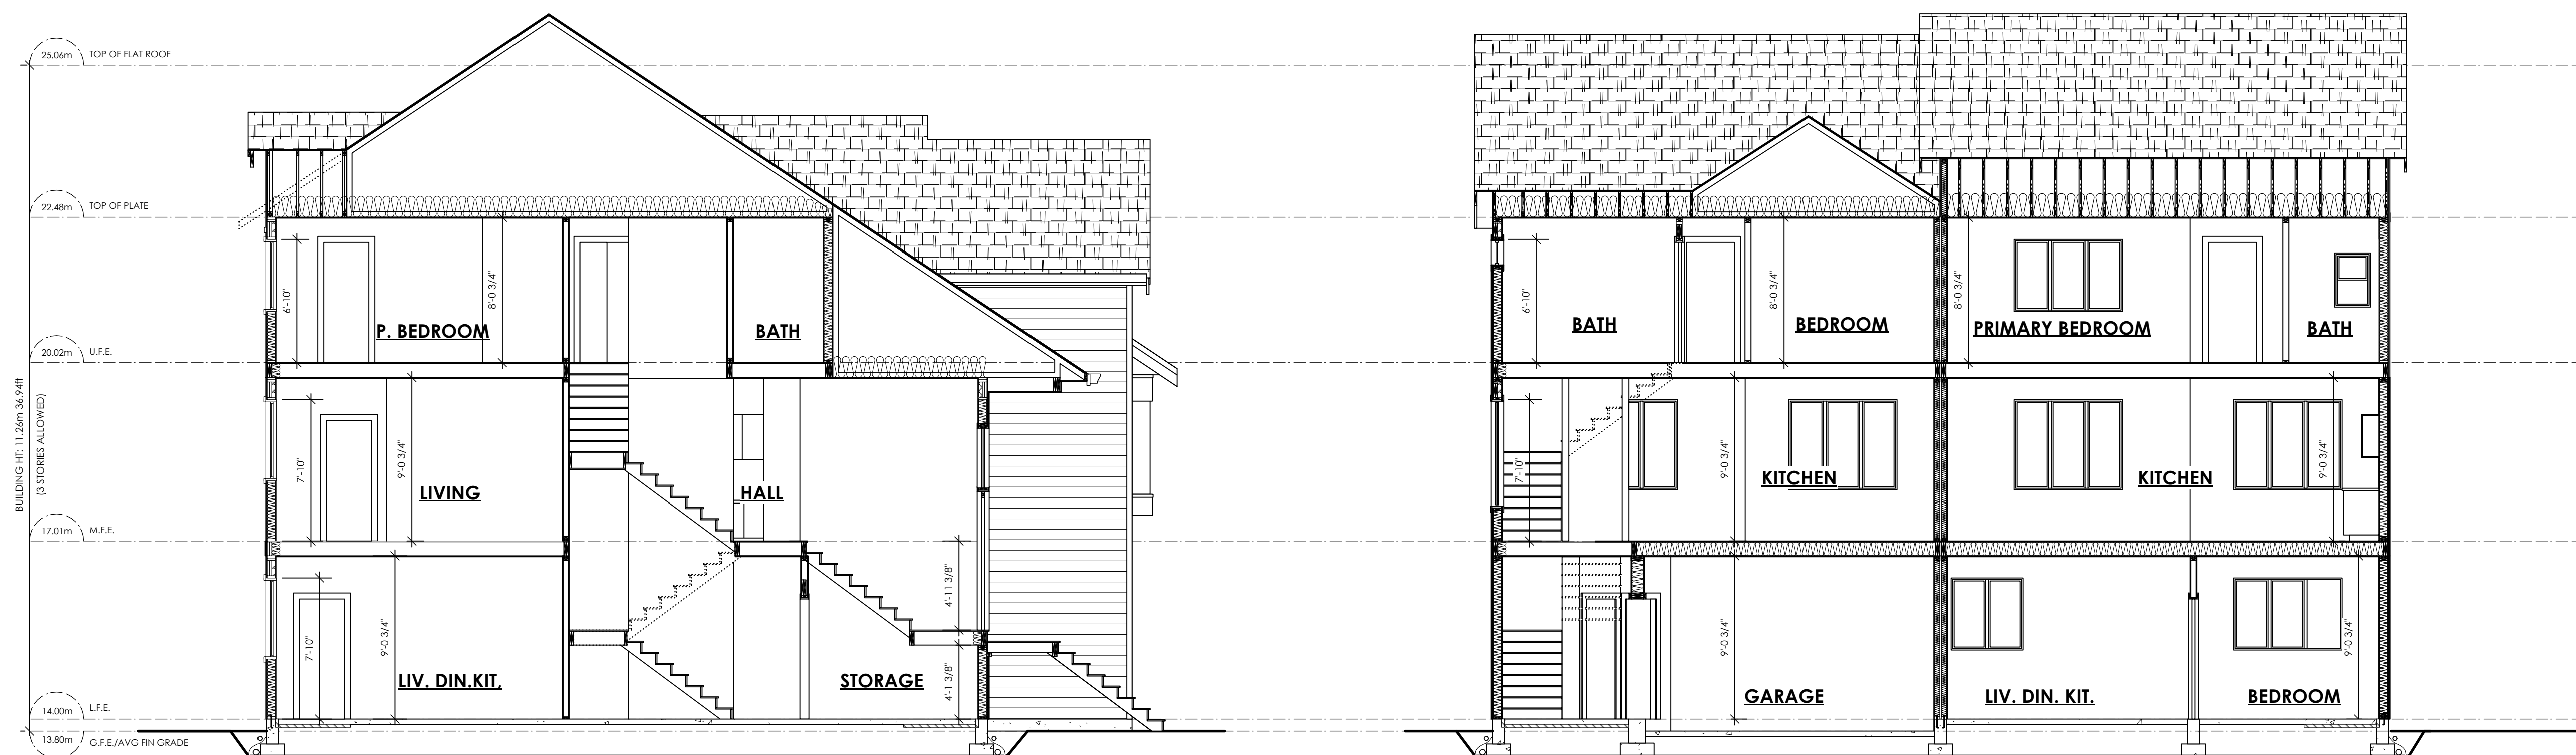 25.06m TOP OF FLAT ROOF
22.48m TOP OF PLATE
20.02m U.F.E.
17.01m M.F.E.
14.00m L.F.E.
13.80m G.F.E./AVG FIN GRADE
BUILDING HT: 11.26m 36.94ft
(3 STORIES ALLOWED)
6'-10"
P. BEDROOM
8'-0 3/4"
BATH
7'-10"
9'-0 3/4"
LIVING
HALL
7'-10"
9'-0 3/4"
LIV. DIN.KIT,
STORAGE
4'-11 3/8"
4'-1 3/8"
6'-10"
BATH
8'-0 3/4"
BEDROOM
8'-0 3/4"
PRIMARY BEDROOM
BATH
7'-10"
9'-0 3/4"
KITCHEN
KITCHEN
9'-0 3/4"
9'-0 3/4"
GARAGE
LIV. DIN. KIT.
BEDROOM
9'-0 3/4"